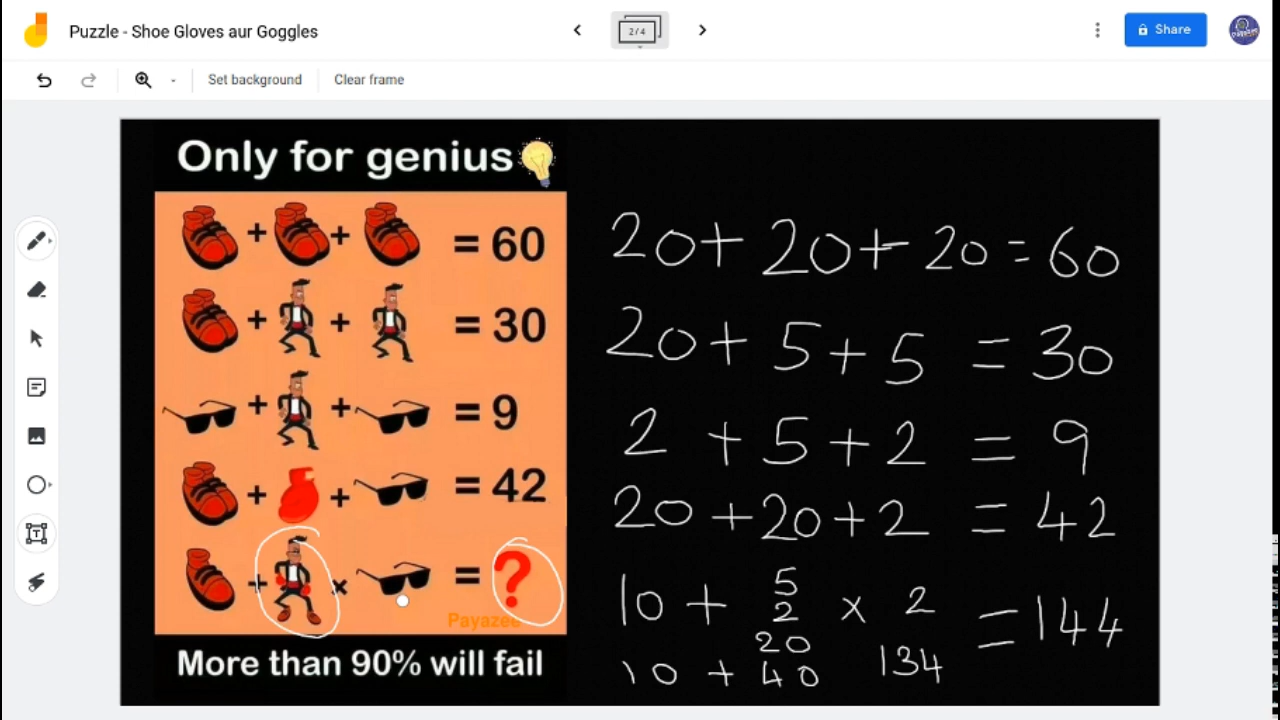 Puzzle - Shoe Gloves aur Goggles
2/4
Share
Set background
Clear frame
Only for genius
+ + = 60
+ + = 30
+ + = 9
+ + = 42
+ × = ?
Payazee
More than 90% will fail
20 + 20 + 20 = 60
20 + 5 + 5 = 30
2 + 5 + 2 = 9
20 + 20 + 2 = 42
5
10 + 2 × 2 = 144
20
10 + 40 134